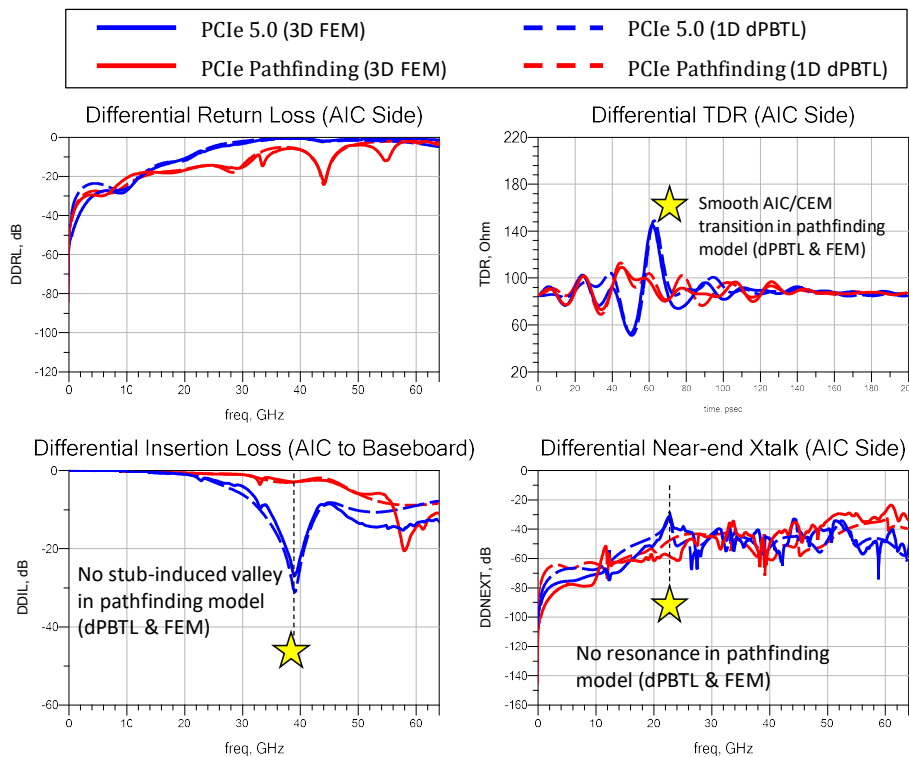 PCIe 5.0 (3D FEM)
PCIe 5.0 (1D dPBTL)
PCIe Pathfinding (3D FEM)
PCIe Pathfinding (1D dPBTL)
Differential Return Loss (AIC Side)
0
-20
-40
-60
-80
-100
-120
DDRL, dB
0
10
20
30
40
50
60
freq, GHz
Differential TDR (AIC Side)
220
180
140
100
60
20
TDR, Ohm
Smooth AIC/CEM
transition in pathfinding
model (dPBTL & FEM)
0
20
40
60
80
100
120
140
160
180
200
time, psec
Differential Insertion Loss (AIC to Baseboard)
0
-20
-40
-60
DDIL, dB
No stub-induced valley
in pathfinding model
(dPBTL & FEM)
0
10
20
30
40
50
60
freq, GHz
Differential Near-end Xtalk (AIC Side)
0
-20
-40
-60
-80
-100
-120
-140
-160
DDNEXT, dB
No resonance in pathfinding
model (dPBTL & FEM)
0
10
20
30
40
50
60
freq, GHz